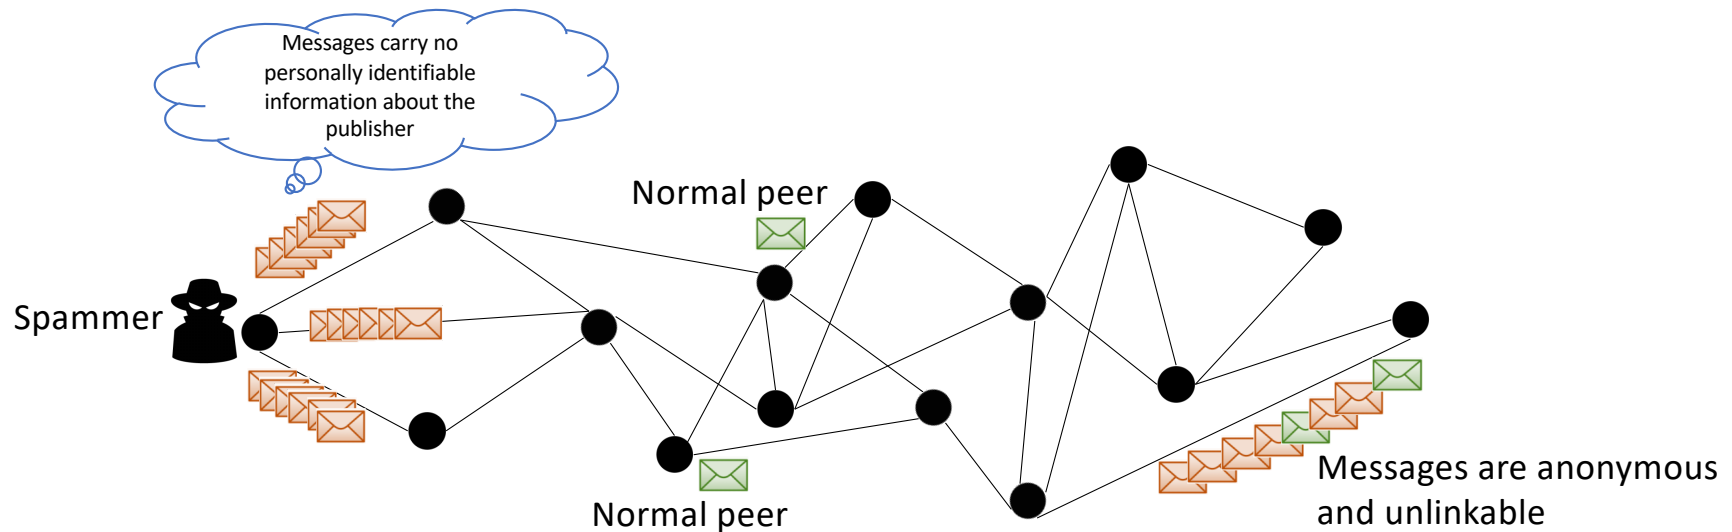 Messages carry no
personally identifiable
information about the
publisher
Normal peer
Spammer
Normal peer
Messages are anonymous
and unlinkable